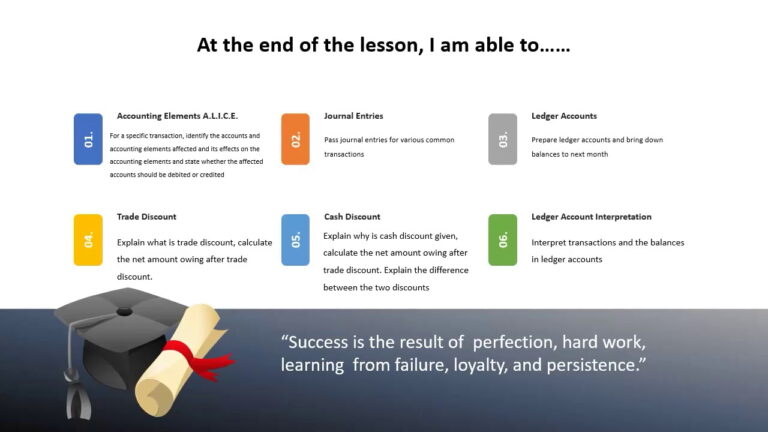 At the end of the lesson, I am able to……
01.
Accounting Elements A.L.I.C.E.
For a specific transaction, identify the accounts and
accounting elements affected and its effects on the
accounting elements and state whether the affected
accounts should be debited or credited
02.
Journal Entries
Pass journal entries for various common
transactions
03.
Ledger Accounts
Prepare ledger accounts and bring down
balances to next month
04.
Trade Discount
Explain what is trade discount, calculate
the net amount owing after trade
discount.
05.
Cash Discount
Explain why is cash discount given,
calculate the net amount owing after
trade discount. Explain the difference
between the two discounts
06.
Ledger Account Interpretation
Interpret transactions and the balances
in ledger accounts
“Success is the result of perfection, hard work,
learning from failure, loyalty, and persistence.”